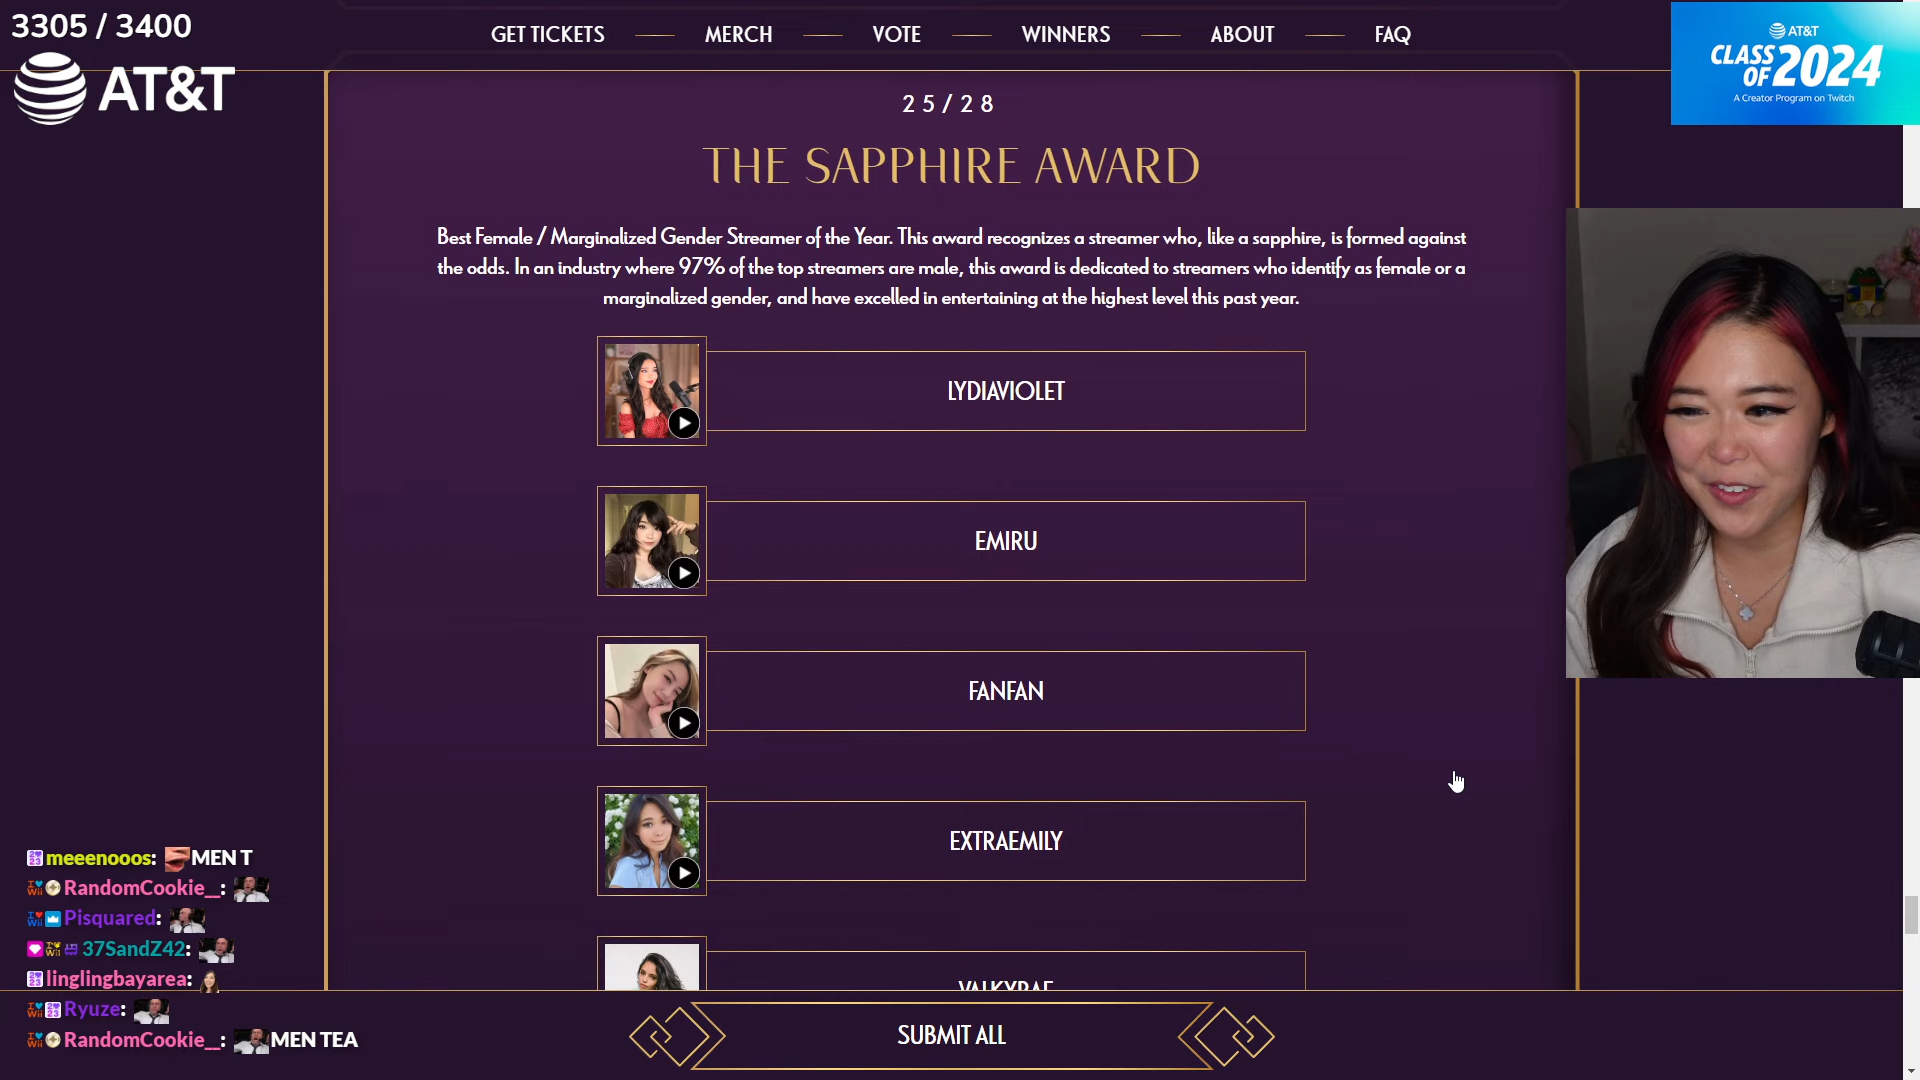 3305 / 3400
AT&T
GET TICKETS
MERCH
VOTE
WINNERS
ABOUT
FAQ
AT&T
CLASS
OF 2024
A Creator Program on Twitch
25/28
THE SAPPHIRE AWARD
Best Female / Marginalized Gender Streamer of the Year. This award recognizes a streamer who, like a sapphire, is formed against
the odds. In an industry where 97% of the top streamers are male, this award is dedicated to streamers who identify as female or a
marginalized gender, and have excelled in entertaining at the highest level this past year.
LYDIAVIOLET
EMIRU
FANFAN
EXTRAEMILY
VALKYRAE
meeenooos: MEN T
RandomCookie__:
Pisquared:
37SandZ42:
linglingbayarea:
Ryuze:
RandomCookie__: MEN TEA
SUBMIT ALL